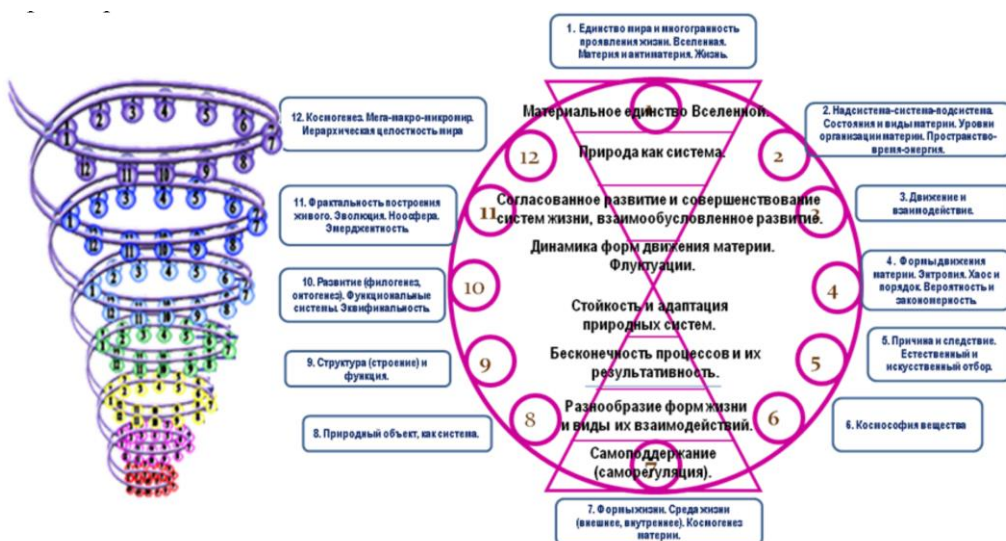 1. Единство мира и многогранность
проявления жизни. Вселенная.
Материя и антиматерия. Жизнь.
2. Надсистема-система-подсистема.
Состояния и виды материи. Уровни
организации материи. Пространство-
время-энергия.
3. Движение и
взаимодействие.
4. Формы движения
материи. Энтропия. Хаос и
порядок. Вероятность и
закономерность.
5. Причина и следствие.
Естественный и
искусственный отбор.
6. Космософия вещества
7. Формы жизни. Среда жизни
(внешнее, внутреннее). Космогенез
материи.
8. Природный объект, как система.
9. Структура (строение) и
функция.
10. Развитие (филогенез,
онтогенез). Функциональные
системы. Эквифинальность.
11. Фрактальность построения
живого. Эволюция. Ноосфера.
Эмерджентность.
12. Космогенез. Мега-макро-микромир.
Иерархическая целостность мира
Материальное единство Вселенной.
Природа как система.
Согласованное развитие и совершенствование
систем жизни, взаимообусловленное развитие.
Динамика форм движения материи.
Флуктуации.
Стойкость и адаптация
природных систем.
Бесконечность процессов и их
результативность.
Разнообразие форм жизни
и виды их взаимодействий.
Самоподдержание
(саморегуляция).
1
2
3
4
5
6
7
8
9
10
11
12